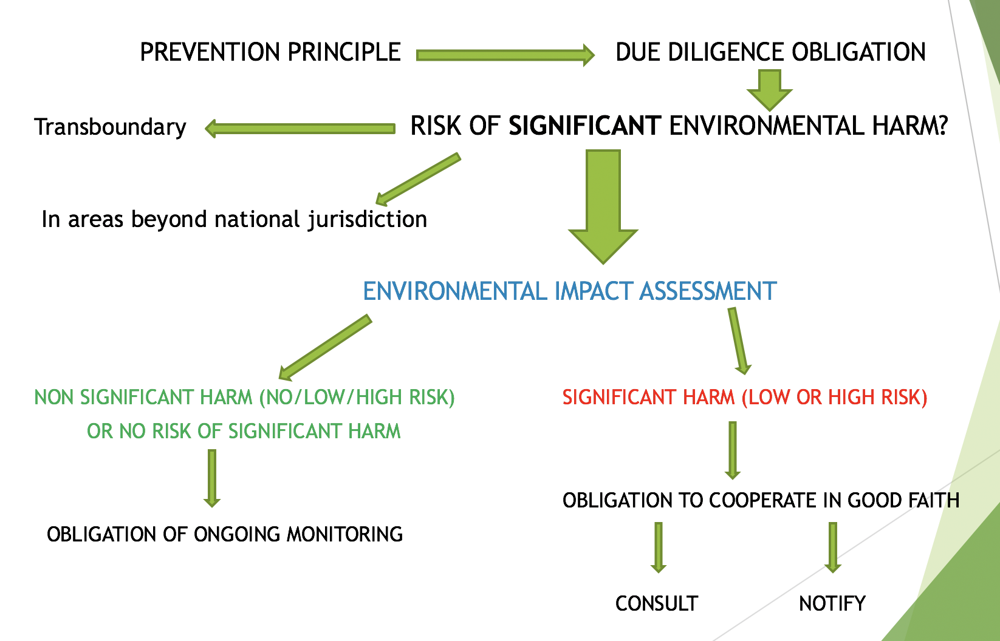 PREVENTION PRINCIPLE
DUE DILIGENCE OBLIGATION
Transboundary
RISK OF SIGNIFICANT ENVIRONMENTAL HARM?
In areas beyond national jurisdiction
ENVIRONMENTAL IMPACT ASSESSMENT
NON SIGNIFICANT HARM (NO/LOW/HIGH RISK)
OR NO RISK OF SIGNIFICANT HARM
SIGNIFICANT HARM (LOW OR HIGH RISK)
OBLIGATION OF ONGOING MONITORING
OBLIGATION TO COOPERATE IN GOOD FAITH
CONSULT
NOTIFY